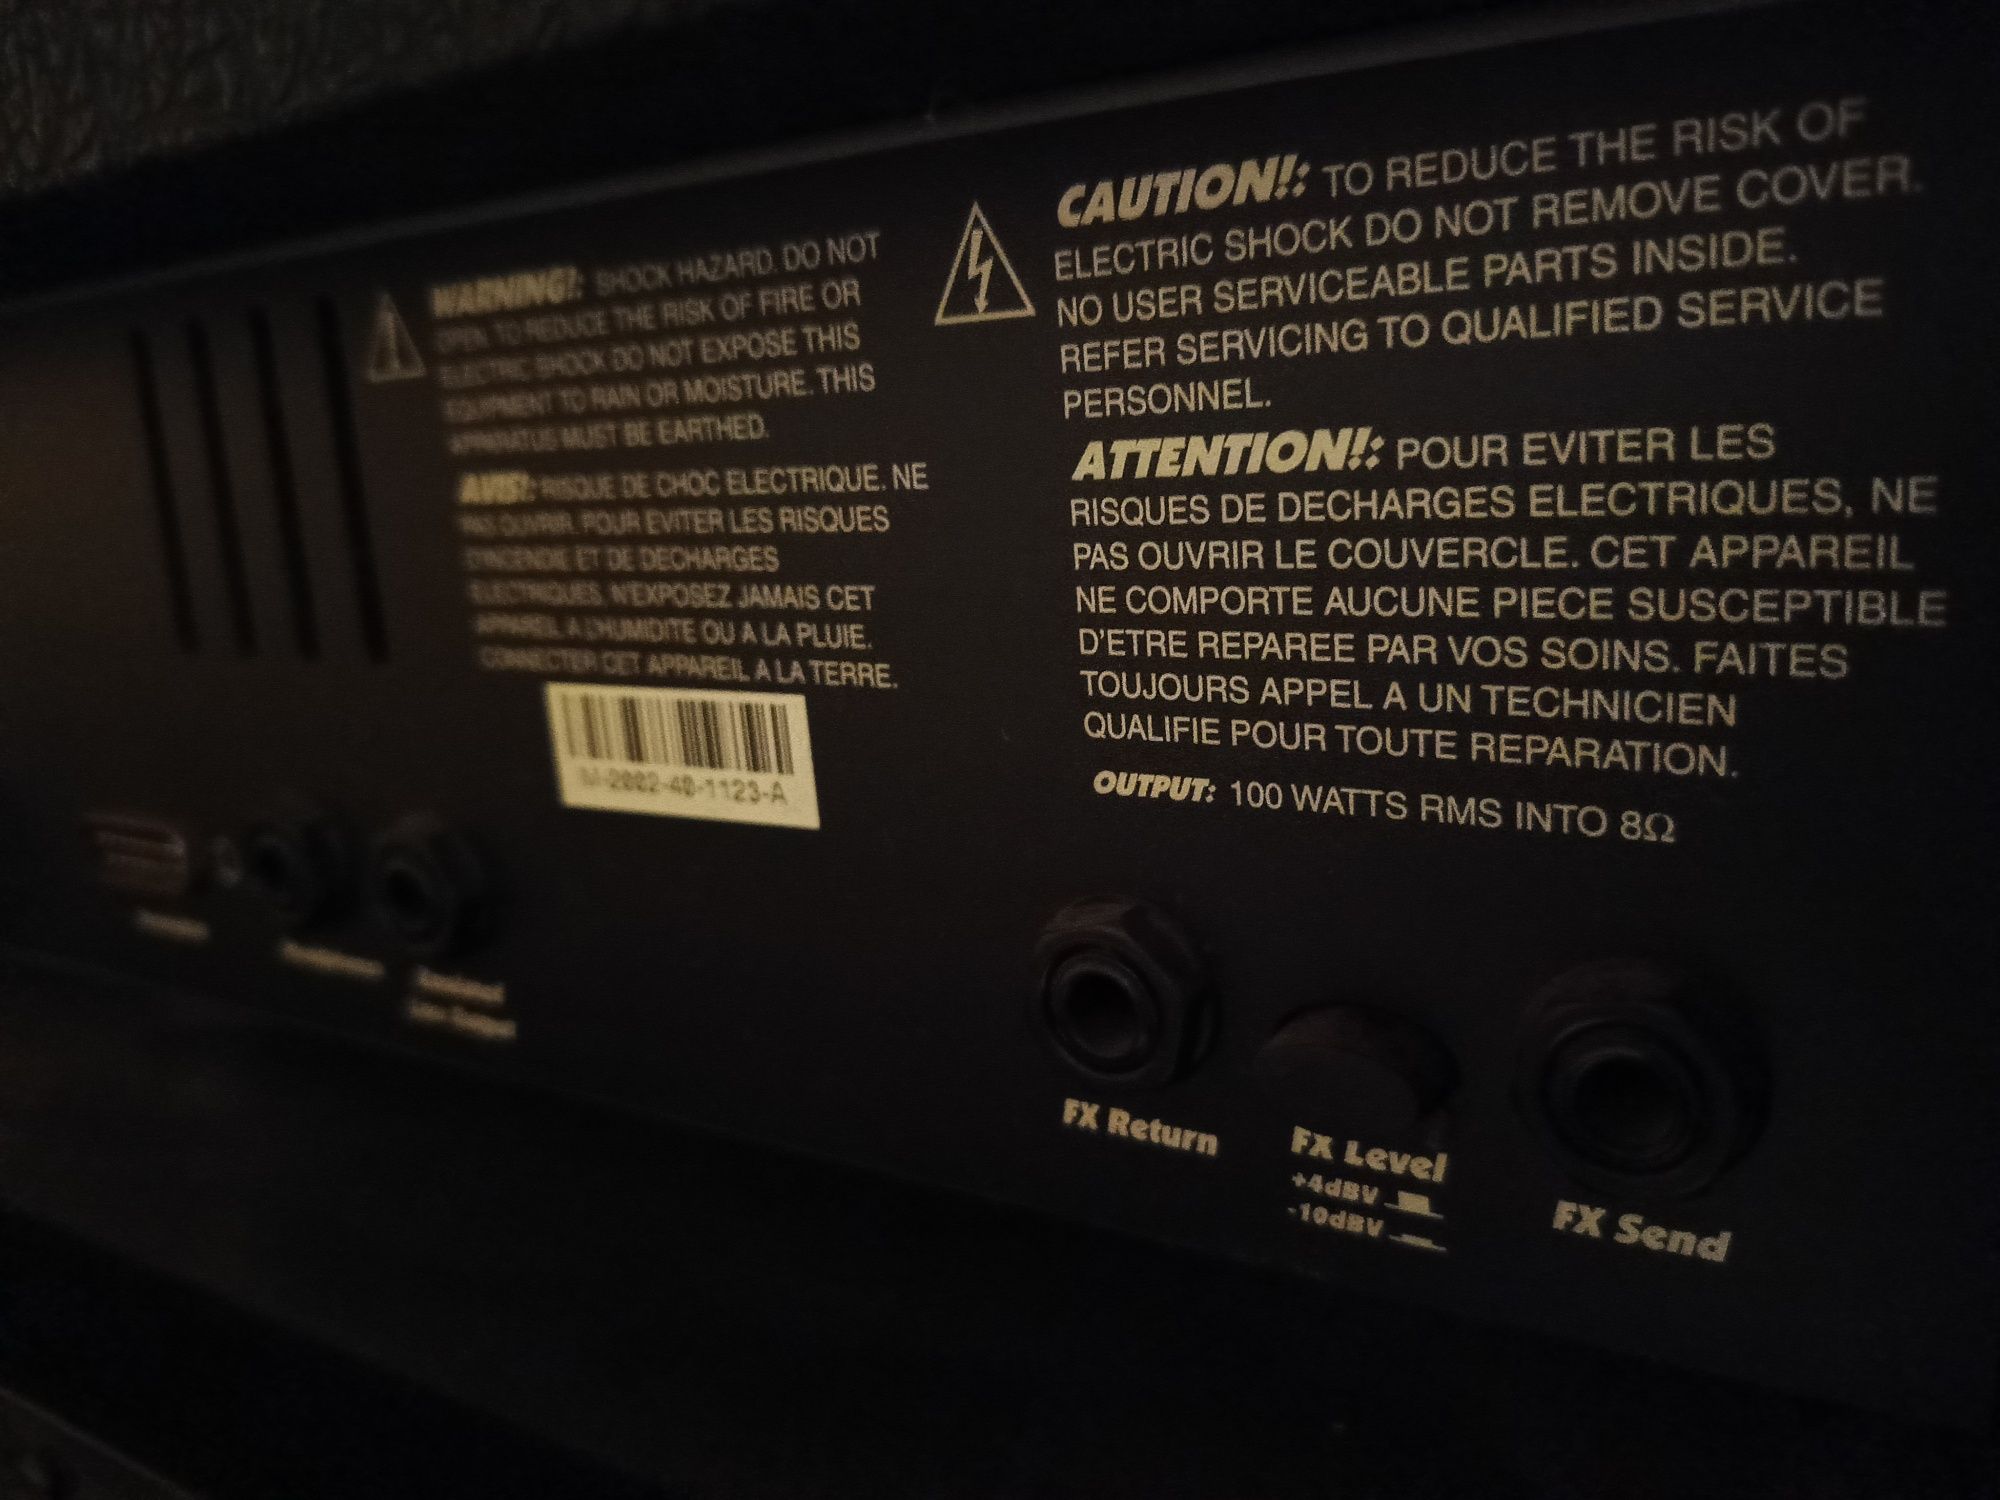 WARNING!: SHOCK HAZARD. DO NOT
OPEN. TO REDUCE THE RISK OF FIRE OR
ELECTRIC SHOCK DO NOT EXPOSE THIS
EQUIPMENT TO RAIN OR MOISTURE. THIS
APPARATUS MUST BE EARTHED.
AVIS!: RISQUE DE CHOC ELECTRIQUE. NE
PAS OUVRIR. POUR EVITER LES RISQUES
D'INCENDIE ET DE DECHARGES
ELECTRIQUES, N'EXPOSEZ JAMAIS CET
APPAREIL A L'HUMIDITE OU A LA PLUIE.
CONNECTER CET APPAREIL A LA TERRE.
M-2002-40-1123-A
CAUTION!: TO REDUCE THE RISK OF
ELECTRIC SHOCK DO NOT REMOVE COVER.
NO USER SERVICEABLE PARTS INSIDE.
REFER SERVICING TO QUALIFIED SERVICE
PERSONNEL.
ATTENTION!: POUR EVITER LES
RISQUES DE DECHARGES ELECTRIQUES, NE
PAS OUVRIR LE COUVERCLE. CET APPAREIL
NE COMPORTE AUCUNE PIECE SUSCEPTIBLE
D'ETRE REPAREE PAR VOS SOINS. FAITES
TOUJOURS APPEL A UN TECHNICIEN
QUALIFIE POUR TOUTE REPARATION.
OUTPUT: 100 WATTS RMS INTO 8Ω
FX Return
FX Level
+4dBV
-10dBV
FX Send